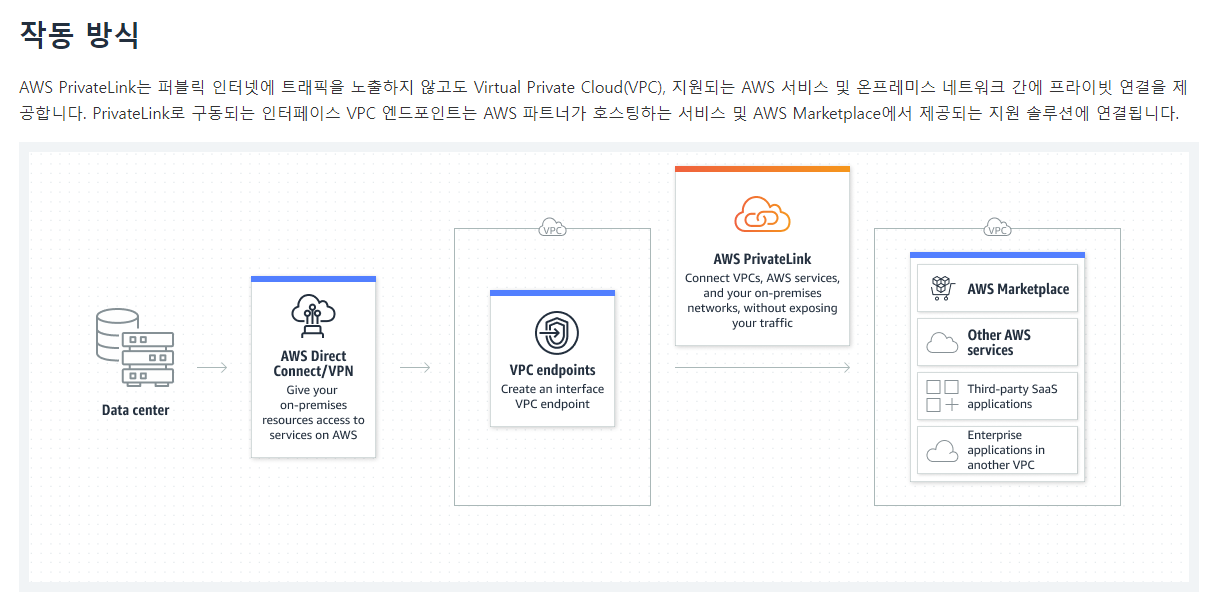 작동 방식
AWS PrivateLink는 퍼블릭 인터넷에 트래픽을 노출하지 않고도 Virtual Private Cloud(VPC), 지원되는 AWS 서비스 및 온프레미스 네트워크 간에 프라이빗 연결을 제
공합니다. PrivateLink로 구동되는 인터페이스 VPC 엔드포인트는 AWS 파트너가 호스팅하는 서비스 및 AWS Marketplace에서 제공되는 지원 솔루션에 연결됩니다.
Data center
AWS Direct
Connect/VPN
Give your
on-premises
resources access to
services on AWS
VPC
VPC endpoints
Create an interface
VPC endpoint
AWS PrivateLink
Connect VPCs, AWS services,
and your on-premises
networks, without exposing
your traffic
VPC
AWS Marketplace
Other AWS
services
Third-party SaaS
applications
Enterprise
applications in
another VPC